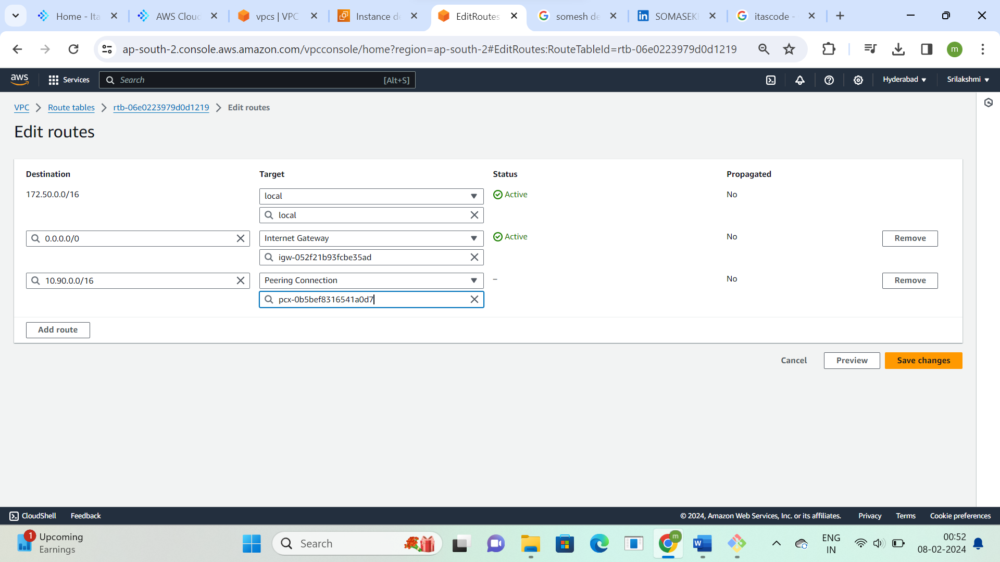 Home - Ita
AWS Clou
vpcs | VPC
Instance de
EditRoutes
somesh de
in SOMASEK
itascode -
ap-south-2.console.aws.amazon.com/vpcconsole/home?region=ap-south-2#EditRoutes:RouteTableId=rtb-06e0223979d0d1219
m
aws
Services
Search
[Alt+S]
Hyderabad
Srilakshmi
VPC
Route tables
rtb-06e0223979d0d1219
Edit routes
Edit routes
Destination
Target
Status
Propagated
172.50.0.0/16
local
Active
No
local
0.0.0.0/0
Internet Gateway
Active
No
Remove
igw-052f21b93fcbe35ad
10.90.0.0/16
Peering Connection
–
No
Remove
pcx-0b5bef8316541a0d7
Add route
Cancel
Preview
Save changes
CloudShell
Feedback
© 2024, Amazon Web Services, Inc. or its affiliates.
Privacy
Terms
Cookie preferences
1
Upcoming
Earnings
Search
m
W
ENG
IN
00:52
08-02-2024